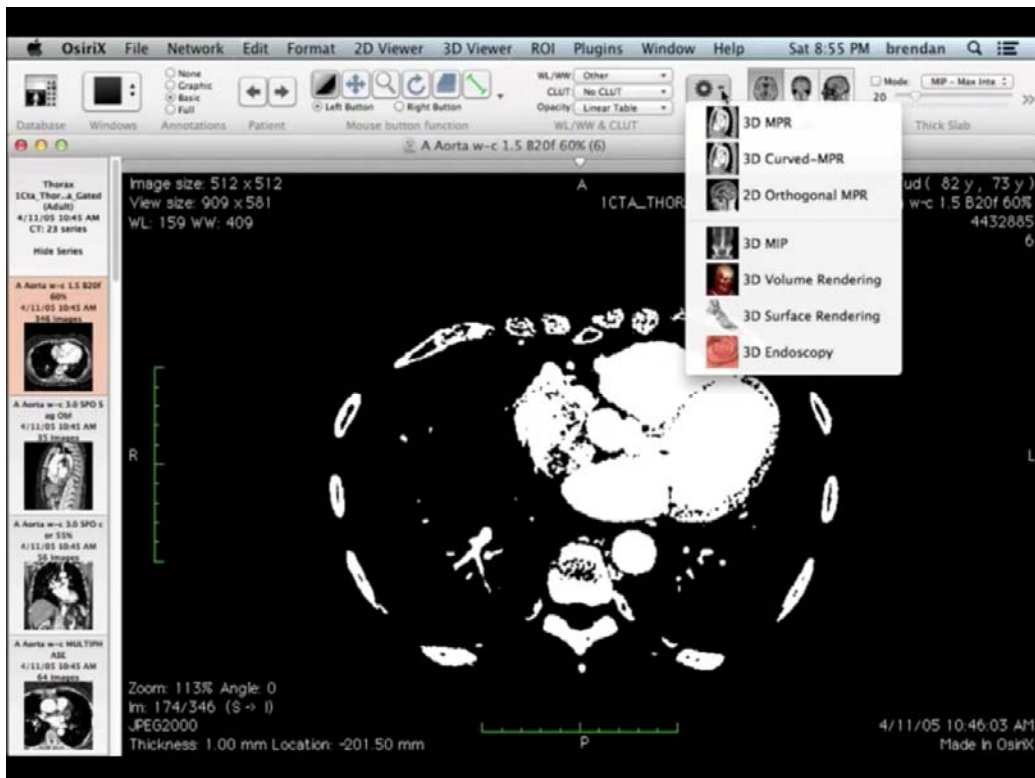 OsiriX File Network Edit Format 2D Viewer 3D Viewer ROI Plugins Window Help Sat 8:55 PM brendan
None
Graphic
Basic
Full
Left Button Right Button
WL/WW: Other
CLUT: No CLUT
Opacity: Linear Table
Mode: MIP - Max Inte
20
Database Windows Annotations Patient Mouse button function WL/WW & CLUT Thick Slab
A Aorta w-c 1.5 B20f 60% (6)
3D MPR
3D Curved-MPR
2D Orthogonal MPR
3D MIP
3D Volume Rendering
3D Surface Rendering
3D Endoscopy
Thorax
1Cta_Thor...a_Gated
(Adult)
4/11/05 10:45 AM
CT: 23 series
Hide Series
A Aorta w-c 1.5 B20f
60%
4/11/05 10:45 AM
346 Images
A Aorta w-c 3.0 SPO S
ag Obl
4/11/05 10:45 AM
35 Images
A Aorta w-c 3.0 SPO c
or 55%
4/11/05 10:45 AM
56 Images
A Aorta w-c MULTIPH
ASE
4/11/05 10:45 AM
64 Images
Image size: 512 x 512
View size: 909 x 581
WL: 159 WW: 409
A
1CTA_THOR
ud ( 82 y , 73 y )
w-c 1.5 B20f 60%
4432885
6
R
L
Zoom: 113% Angle: 0
Im: 174/346 (S -> I)
JPEG2000
Thickness: 1.00 mm Location: -201.50 mm
P
4/11/05 10:46:03 AM
Made In OsiriX